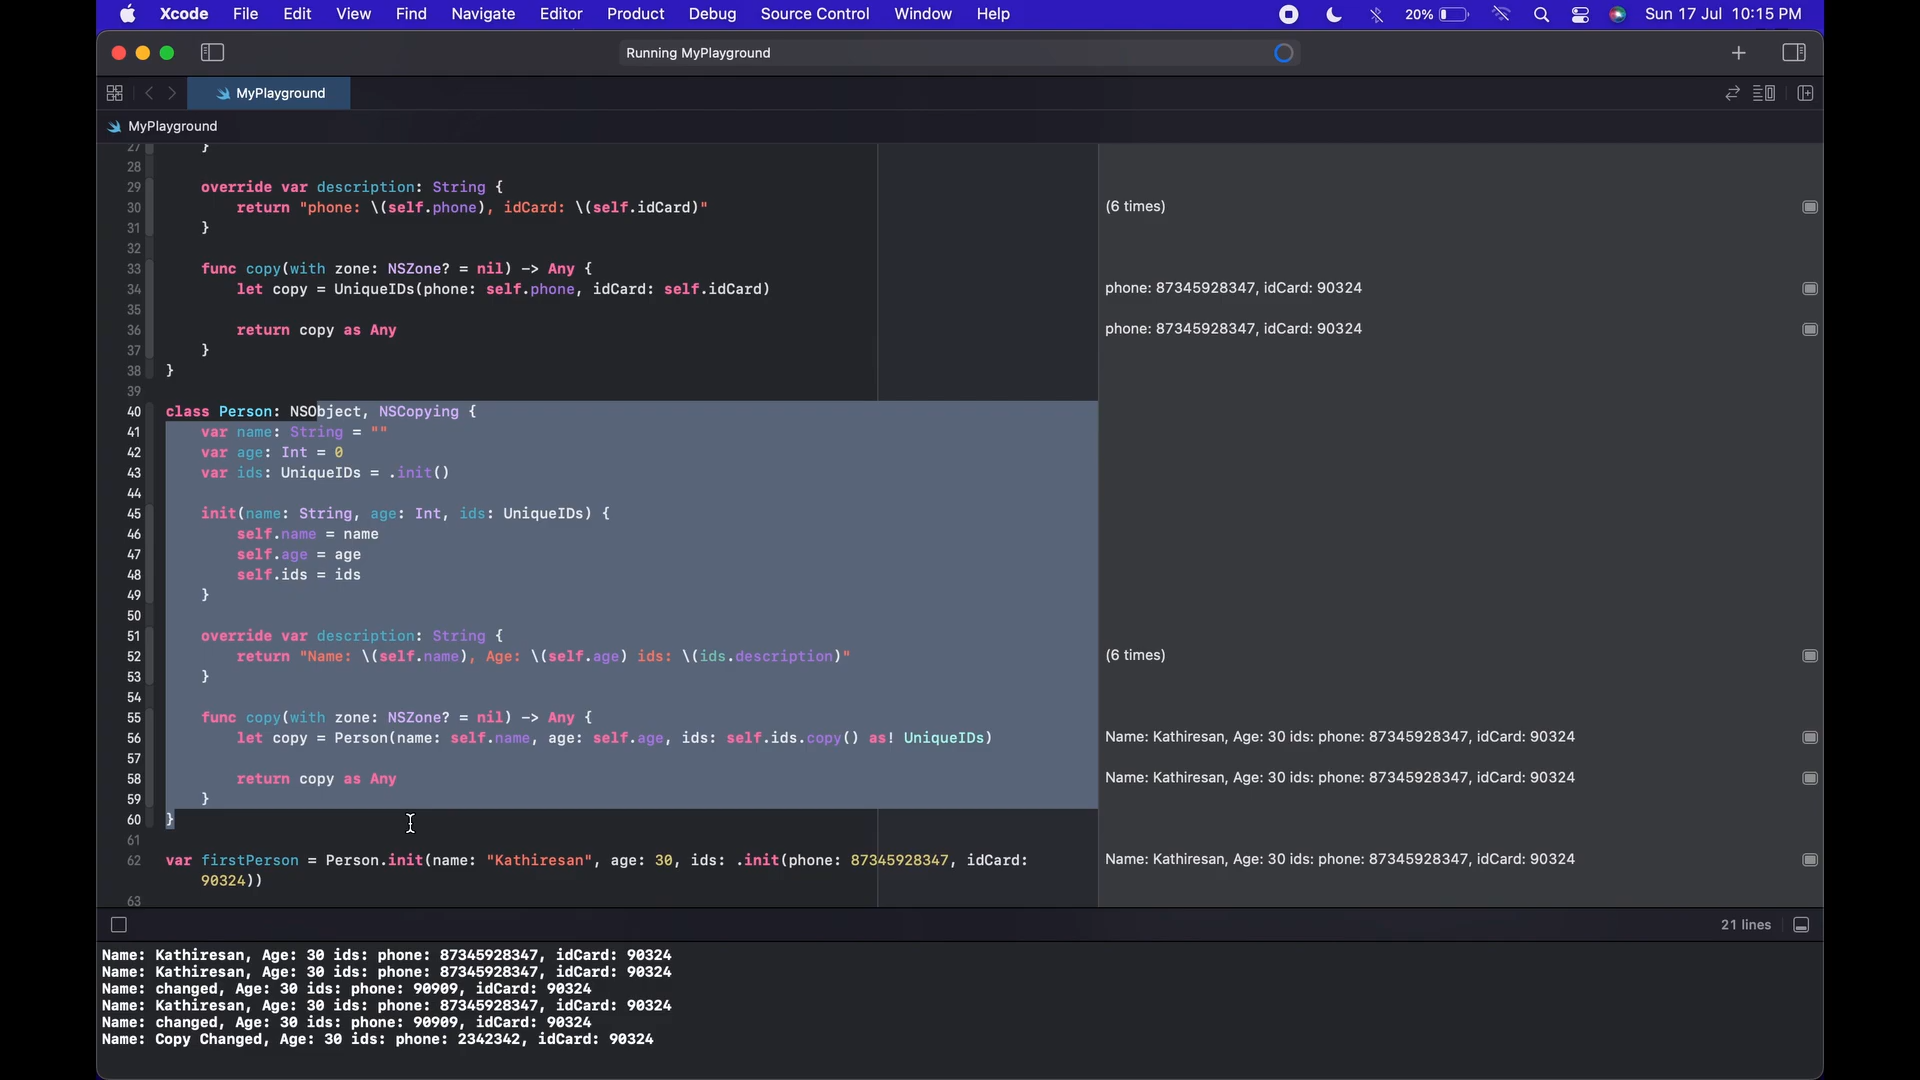 Xcode File Edit View Find Navigate Editor Product Debug Source Control Window Help 20% Sun 17 Jul 10:15 PM
Running MyPlayground
MyPlayground
MyPlayground
27 }
28
29 override var description: String {
30 return "phone: \(self.phone), idCard: \(self.idCard)" (6 times)
31 }
32
33 func copy(with zone: NSZone? = nil) -> Any {
34 let copy = UniqueIDs(phone: self.phone, idCard: self.idCard) phone: 87345928347, idCard: 90324
35
36 return copy as Any phone: 87345928347, idCard: 90324
37 }
38 }
39
40 class Person: NSObject, NSCopying {
41 var name: String = ""
42 var age: Int = 0
43 var ids: UniqueIDs = .init()
44
45 init(name: String, age: Int, ids: UniqueIDs) {
46 self.name = name
47 self.age = age
48 self.ids = ids
49 }
50
51 override var description: String {
52 return "Name: \(self.name), Age: \(self.age) ids: \(ids.description)" (6 times)
53 }
54
55 func copy(with zone: NSZone? = nil) -> Any {
56 let copy = Person(name: self.name, age: self.age, ids: self.ids.copy() as! UniqueIDs) Name: Kathiresan, Age: 30 ids: phone: 87345928347, idCard: 90324
57
58 return copy as Any Name: Kathiresan, Age: 30 ids: phone: 87345928347, idCard: 90324
59 }
60 }
61
62 var firstPerson = Person.init(name: "Kathiresan", age: 30, ids: .init(phone: 87345928347, idCard: Name: Kathiresan, Age: 30 ids: phone: 87345928347, idCard: 90324
90324))
63
21 lines
Name: Kathiresan, Age: 30 ids: phone: 87345928347, idCard: 90324
Name: Kathiresan, Age: 30 ids: phone: 87345928347, idCard: 90324
Name: changed, Age: 30 ids: phone: 90909, idCard: 90324
Name: Kathiresan, Age: 30 ids: phone: 87345928347, idCard: 90324
Name: changed, Age: 30 ids: phone: 90909, idCard: 90324
Name: Copy Changed, Age: 30 ids: phone: 2342342, idCard: 90324